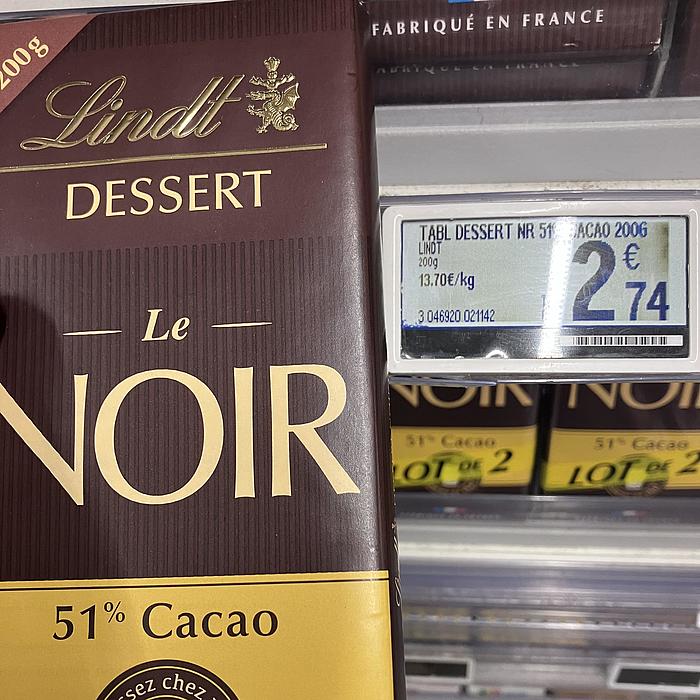 200g
Lindt
DESSERT
Le
NOIR
51% Cacao
ssez chez
FABRIQUÉ EN FRANCE
TABL DESSERT NR 51 CACAO 200G
LINDT
200g
13.70€/kg
2€74
3 046920 021142
NOIR
51% Cacao
LOT DE 2
NOIR
51% Cacao
LOT DE 2